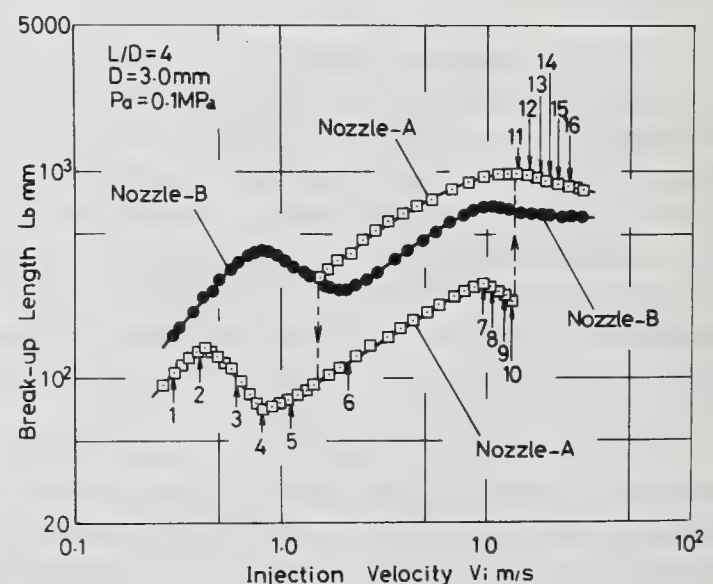 5000
L/D=4
D=3.0mm
Pa=0.1MPa
14
13
12
15
11
16
Nozzle-A
10³
Nozzle-B
Break-up Length Lb mm
Nozzle-B
7
8
9
10
10²
1
2
3
4
5
6
Nozzle-A
20
0.1
1.0
10
10²
Injection Velocity Vi m/s